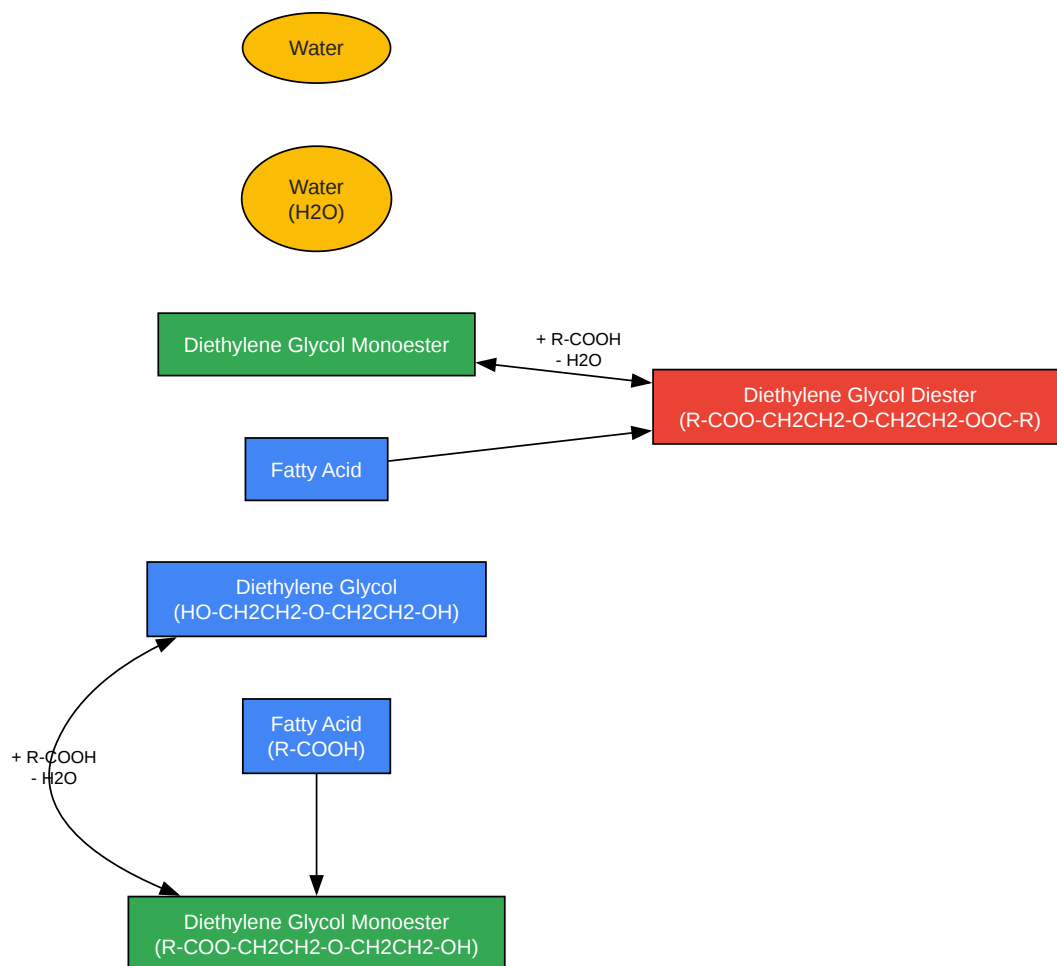 Water
Water
(H2O)
Diethylene Glycol Monoester
+ R-COOH
- H2O
Diethylene Glycol Diester
(R-COO-CH2CH2-O-CH2CH2-OOC-R)
Fatty Acid
Diethylene Glycol
(HO-CH2CH2-O-CH2CH2-OH)
Fatty Acid
(R-COOH)
+ R-COOH
- H2O
Diethylene Glycol Monoester
(R-COO-CH2CH2-O-CH2CH2-OH)